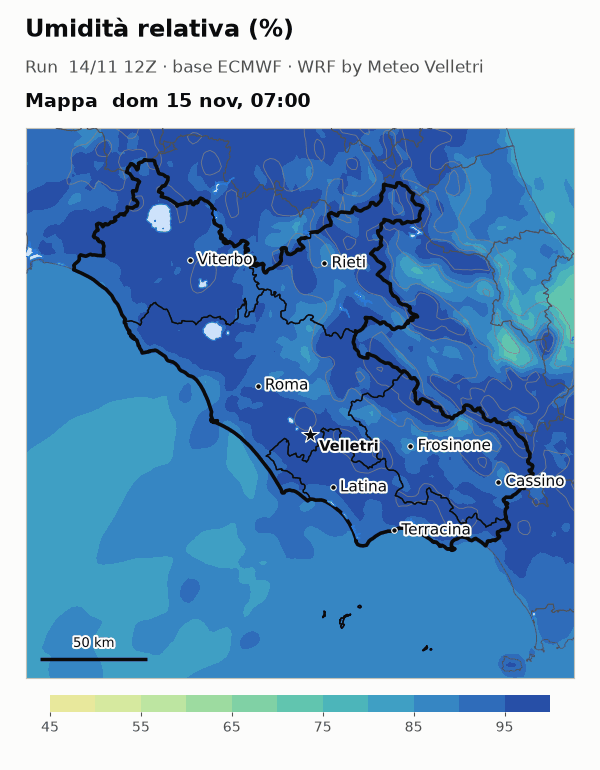 Umidità relativa (%)
Run  14/11 12Z · base ECMWF · WRF by Meteo Velletri
Mappa  dom 15 nov, 07:00
Viterbo
Rieti
Roma
Velletri
Frosinone
Latina
Cassino
Terracina
50 km
45 55 65 75 85 95